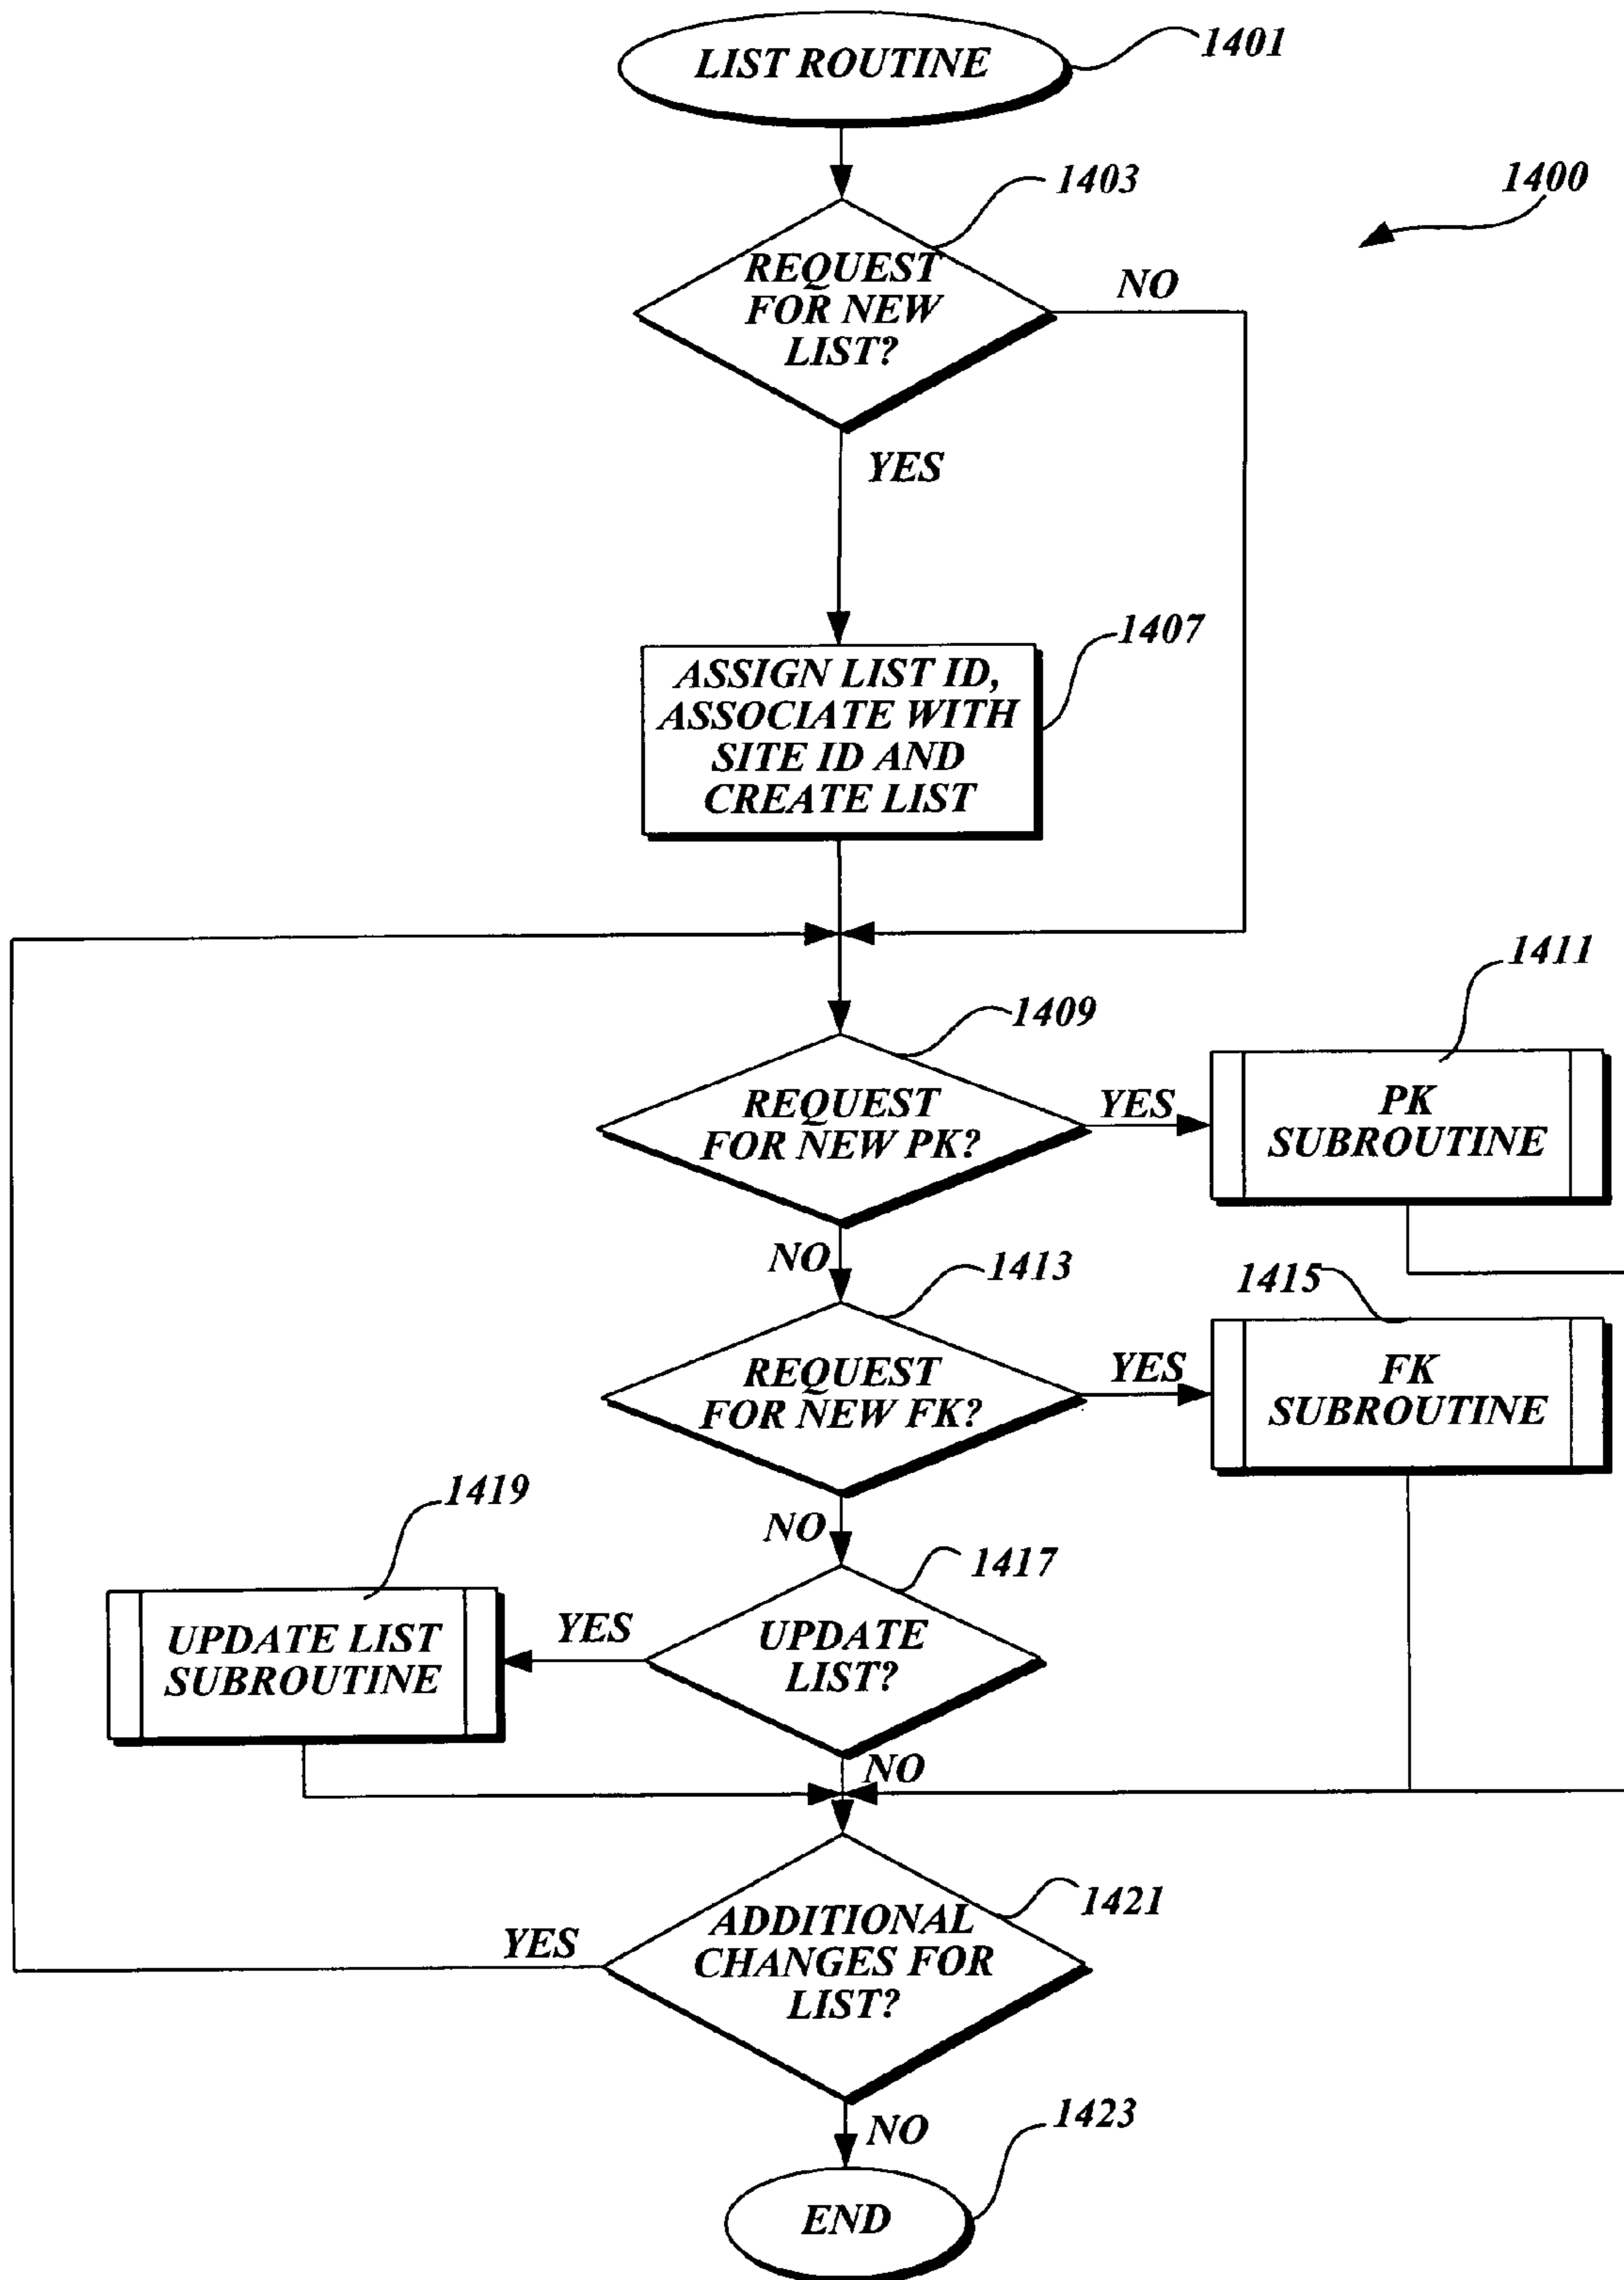 LIST ROUTINE
1401
1403
1400
REQUEST
FOR NEW
LIST?
NO
YES
1407
ASSIGN LIST ID,
ASSOCIATE WITH
SITE ID AND
CREATE LIST
1411
1409
REQUEST
FOR NEW PK?
YES
PK
SUBROUTINE
NO
1413
1415
REQUEST
FOR NEW FK?
YES
FK
SUBROUTINE
1419
NO
1417
UPDATE LIST
SUBROUTINE
YES
UPDATE
LIST?
NO
1421
YES
ADDITIONAL
CHANGES FOR
LIST?
NO
1423
END